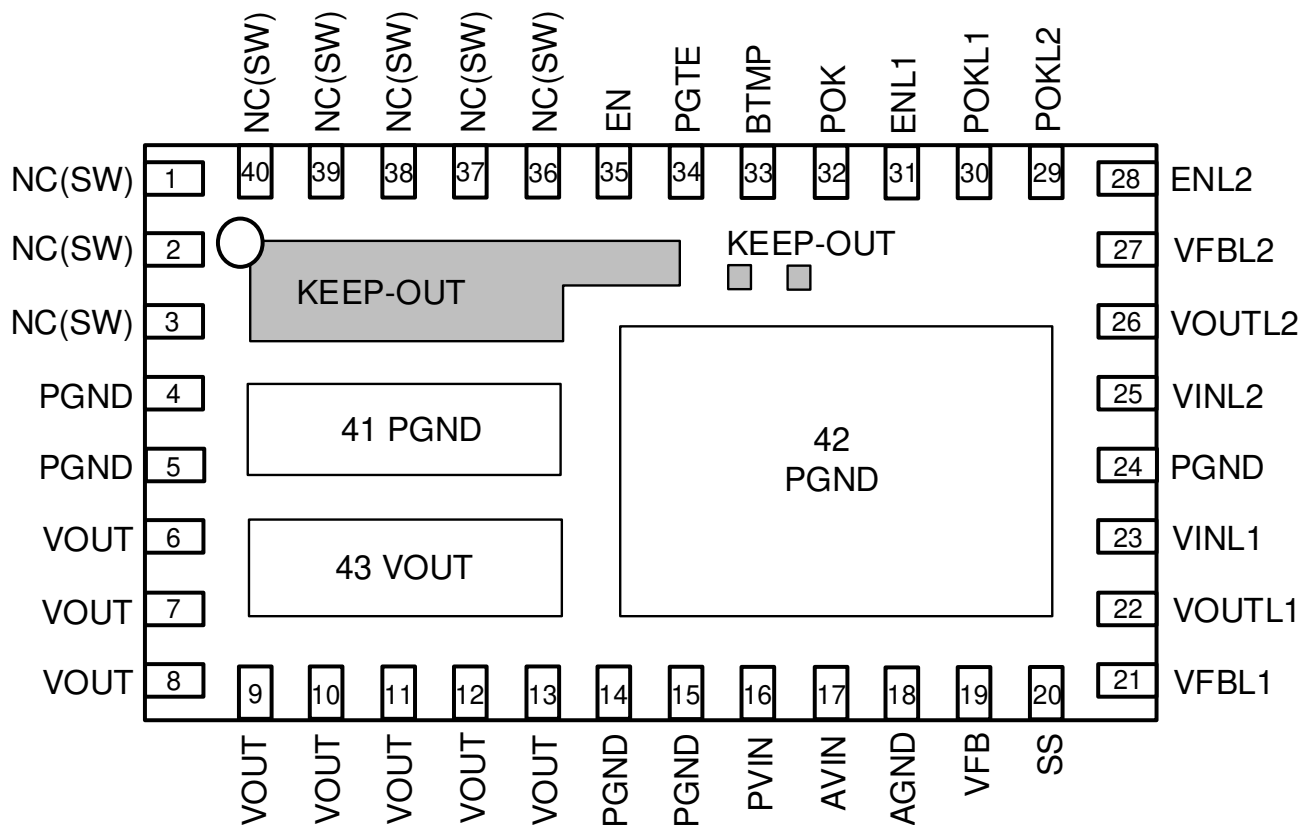 NC(SW) NC(SW) NC(SW) NC(SW) NC(SW) EN PGTE BTMP POK ENL1 POKL1 POKL2
40 39 38 37 36 35 34 33 32 31 30 29
NC(SW) 1
28 ENL2
NC(SW) 2
KEEP-OUT
27 VFBL2
KEEP-OUT
NC(SW) 3
26 VOUTL2
PGND 4
25 VINL2
41 PGND
42
PGND
PGND 5
24 PGND
VOUT 6
23 VINL1
43 VOUT
VOUT 7
22 VOUTL1
VOUT 8
21 VFBL1
9 10 11 12 13 14 15 16 17 18 19 20
VOUT VOUT VOUT VOUT VOUT PGND PGND PVIN AVIN AGND VFB SS